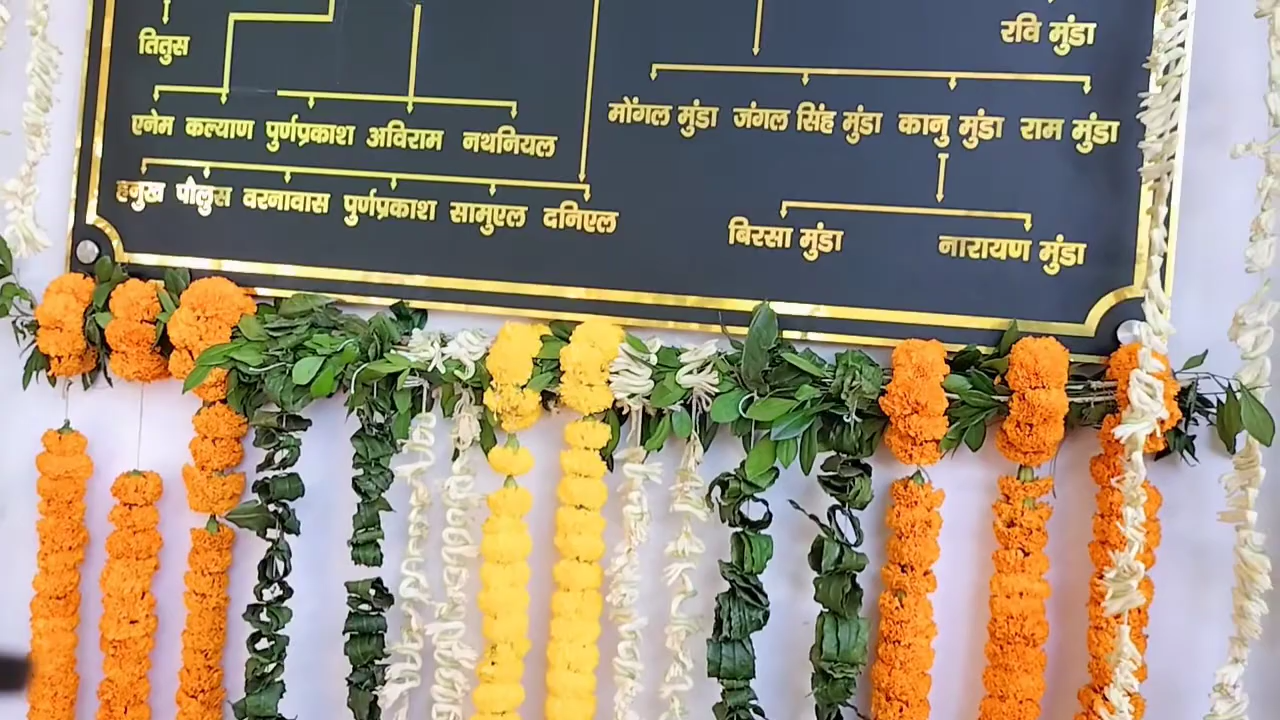 रवि मुंडा
तितुस
मोंगल मुंडा जंगल सिंह मुंडा कानु मुंडा राम मुंडा
एनेम कल्याण पुर्णप्रकाश अविराम नथनियल
हनुख पौलुस वरनावास पुर्णप्रकाश सामुएल दनिएल
बिरसा मुंडा नारायण मुंडा